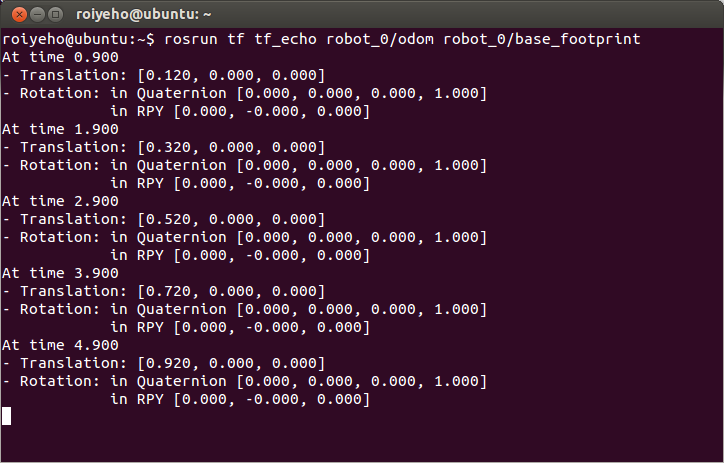 roiyeho@ubuntu: ~
roiyeho@ubuntu:~$ rosrun tf tf_echo robot_0/odom robot_0/base_footprint
At time 0.900
- Translation: [0.120, 0.000, 0.000]
- Rotation: in Quaternion [0.000, 0.000, 0.000, 1.000]
            in RPY [0.000, -0.000, 0.000]
At time 1.900
- Translation: [0.320, 0.000, 0.000]
- Rotation: in Quaternion [0.000, 0.000, 0.000, 1.000]
            in RPY [0.000, -0.000, 0.000]
At time 2.900
- Translation: [0.520, 0.000, 0.000]
- Rotation: in Quaternion [0.000, 0.000, 0.000, 1.000]
            in RPY [0.000, -0.000, 0.000]
At time 3.900
- Translation: [0.720, 0.000, 0.000]
- Rotation: in Quaternion [0.000, 0.000, 0.000, 1.000]
            in RPY [0.000, -0.000, 0.000]
At time 4.900
- Translation: [0.920, 0.000, 0.000]
- Rotation: in Quaternion [0.000, 0.000, 0.000, 1.000]
            in RPY [0.000, -0.000, 0.000]